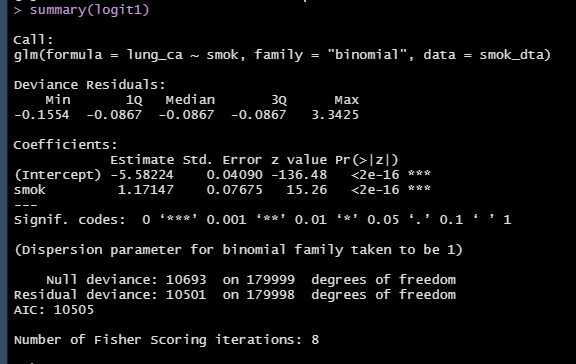 > summary(logit1)
Call:
glm(formula = lung_ca ~ smok, family = "binomial", data = smok_dta)
Deviance Residuals:
Min 1Q Median 3Q Max
-0.1554 -0.0867 -0.0867 -0.0867 3.3425
Coefficients:
Estimate Std. Error z value Pr(>|z|)
(Intercept) -5.58224 0.04090 -136.48 <2e-16 ***
smok 1.17147 0.07675 15.26 <2e-16 ***
---
Signif. codes: 0 ‘***’ 0.001 ‘**’ 0.01 ‘*’ 0.05 ‘.’ 0.1 ‘ ’ 1
(Dispersion parameter for binomial family taken to be 1)
Null deviance: 10693 on 179999 degrees of freedom
Residual deviance: 10501 on 179998 degrees of freedom
AIC: 10505
Number of Fisher Scoring iterations: 8